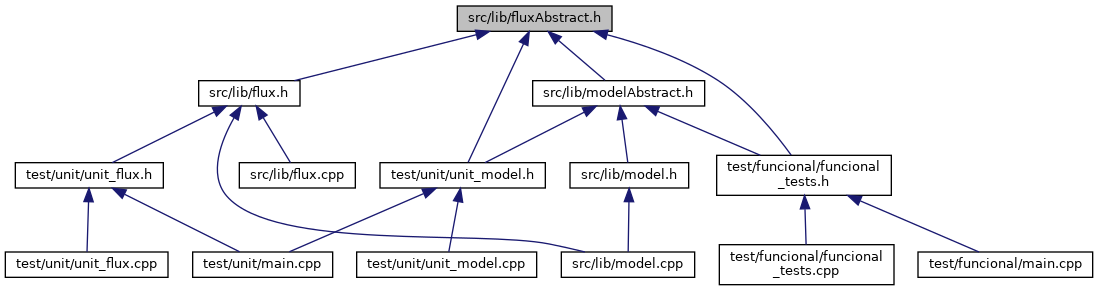 src/lib/fluxAbstract.h
src/lib/flux.h
src/lib/modelAbstract.h
test/unit/unit_flux.h
src/lib/flux.cpp
test/unit/unit_model.h
src/lib/model.h
test/funcional/funcional
_tests.h
test/unit/unit_flux.cpp
test/unit/main.cpp
test/unit/unit_model.cpp
src/lib/model.cpp
test/funcional/funcional
_tests.cpp
test/funcional/main.cpp